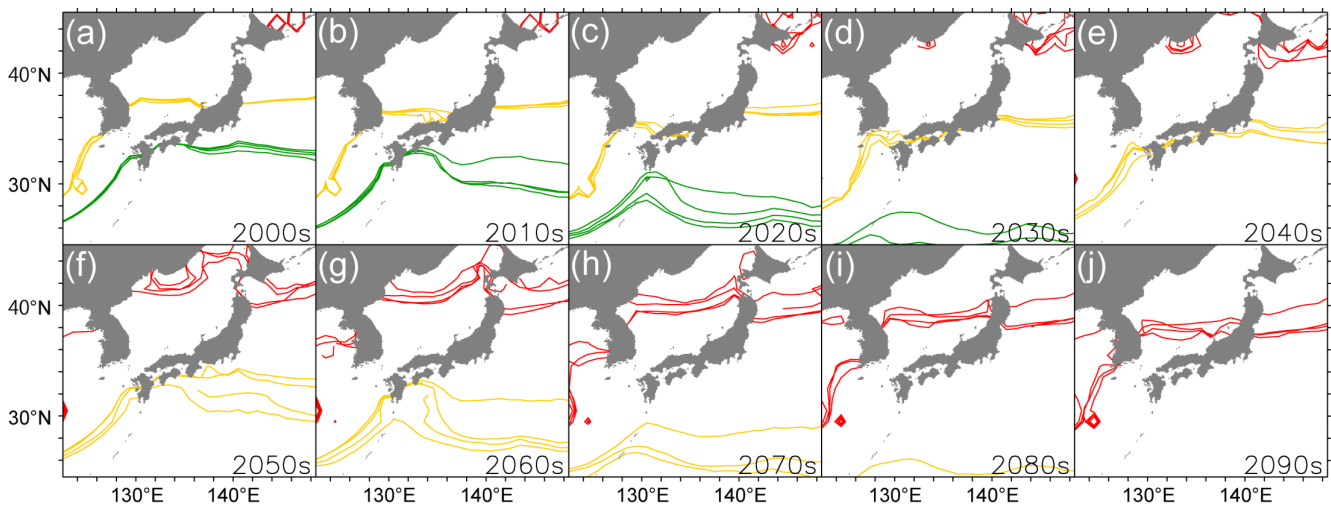 (a) (b) (c) (d) (e)
40°N
30°N
2000s 2010s 2020s 2030s 2040s
(f) (g) (h) (i) (j)
40°N
30°N
2050s 2060s 2070s 2080s 2090s
130°E 140°E 130°E 140°E 130°E 140°E 130°E 140°E 130°E 140°E